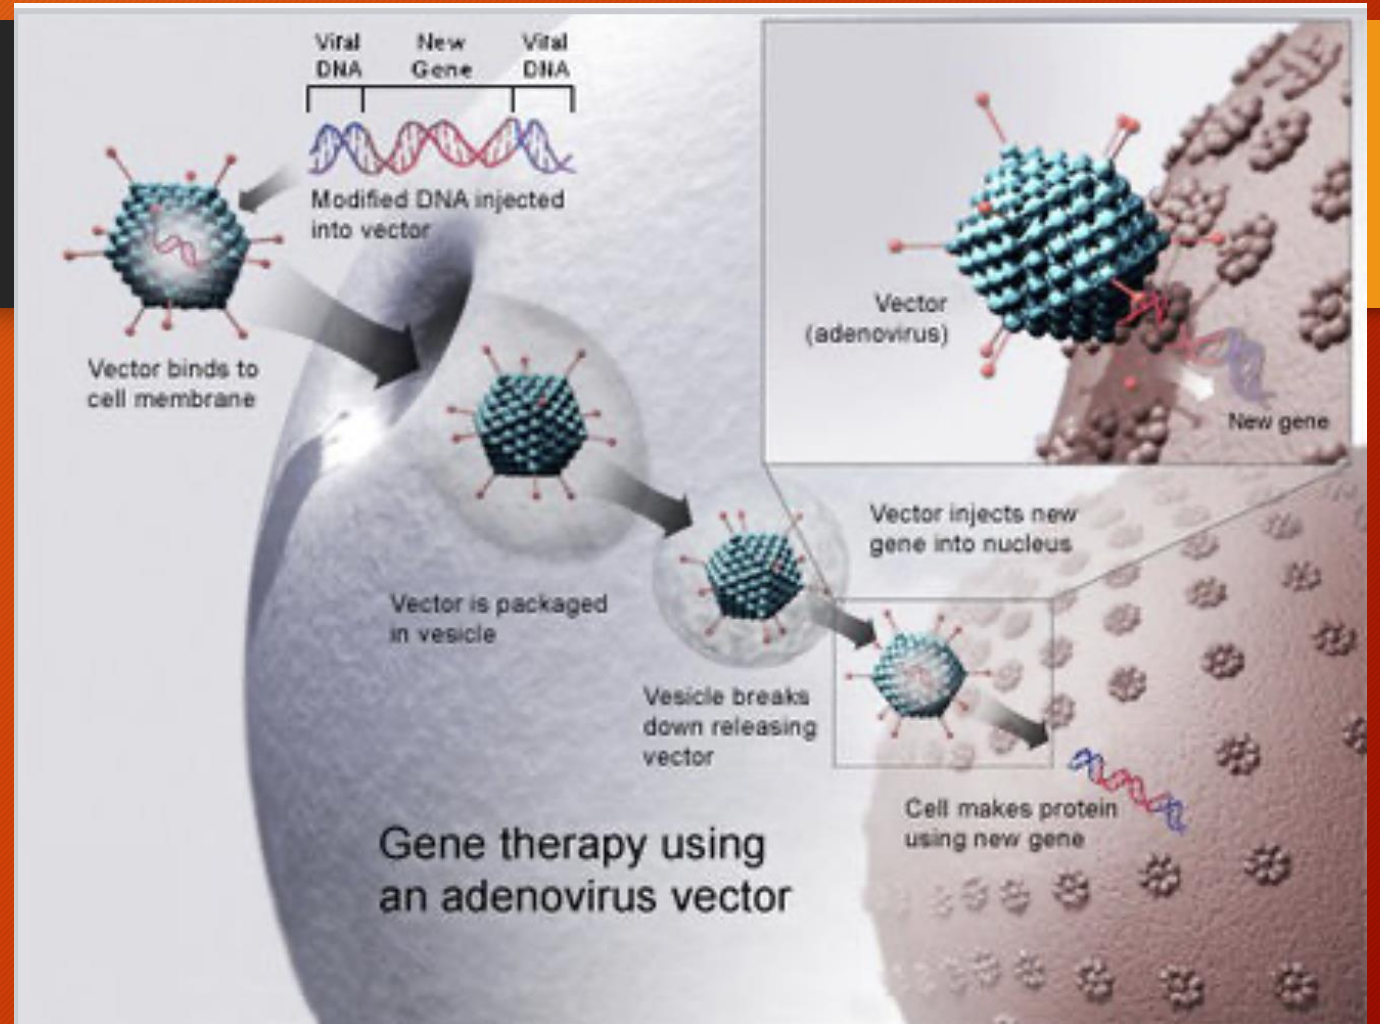 Viral New Viral
DNA Gene DNA
Modified DNA injected
into vector
Vector binds to
cell membrane
Vector
(adenovirus)
New gene
Vector injects new
gene into nucleus
Vector is packaged
in vesicle
Vesicle breaks
down releasing
vector
Cell makes protein
using new gene
Gene therapy using
an adenovirus vector